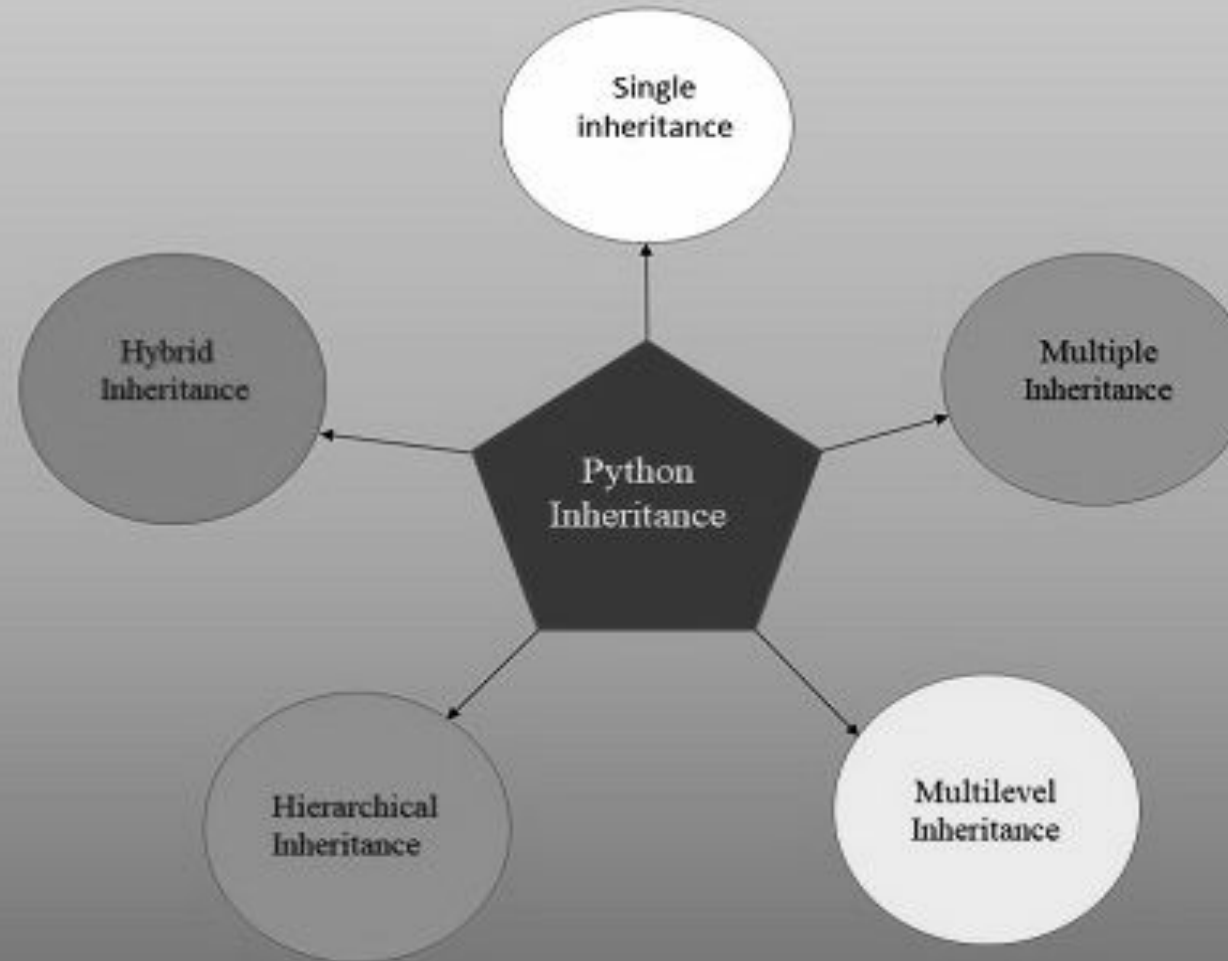 Single
inheritance
Hybrid
Inheritance
Multiple
Inheritance
Python
Inheritance
Hierarchical
Inheritance
Multilevel
Inheritance